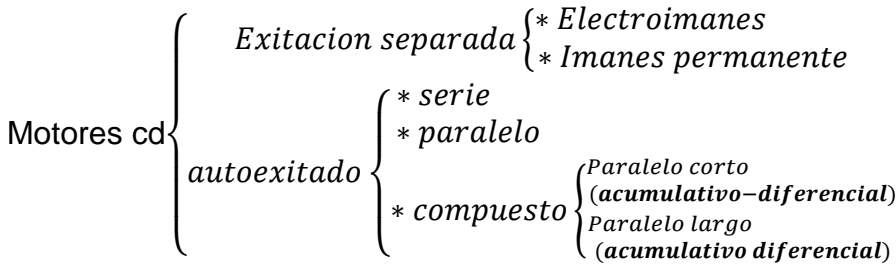 Motores cd
Exitacion separada
* Electroimanes
* Imanes permanente
autoexitado
* serie
* paralelo
* compuesto
Paralelo corto
(acumulativo−diferencial)
Paralelo largo
(acumulativo diferencial)